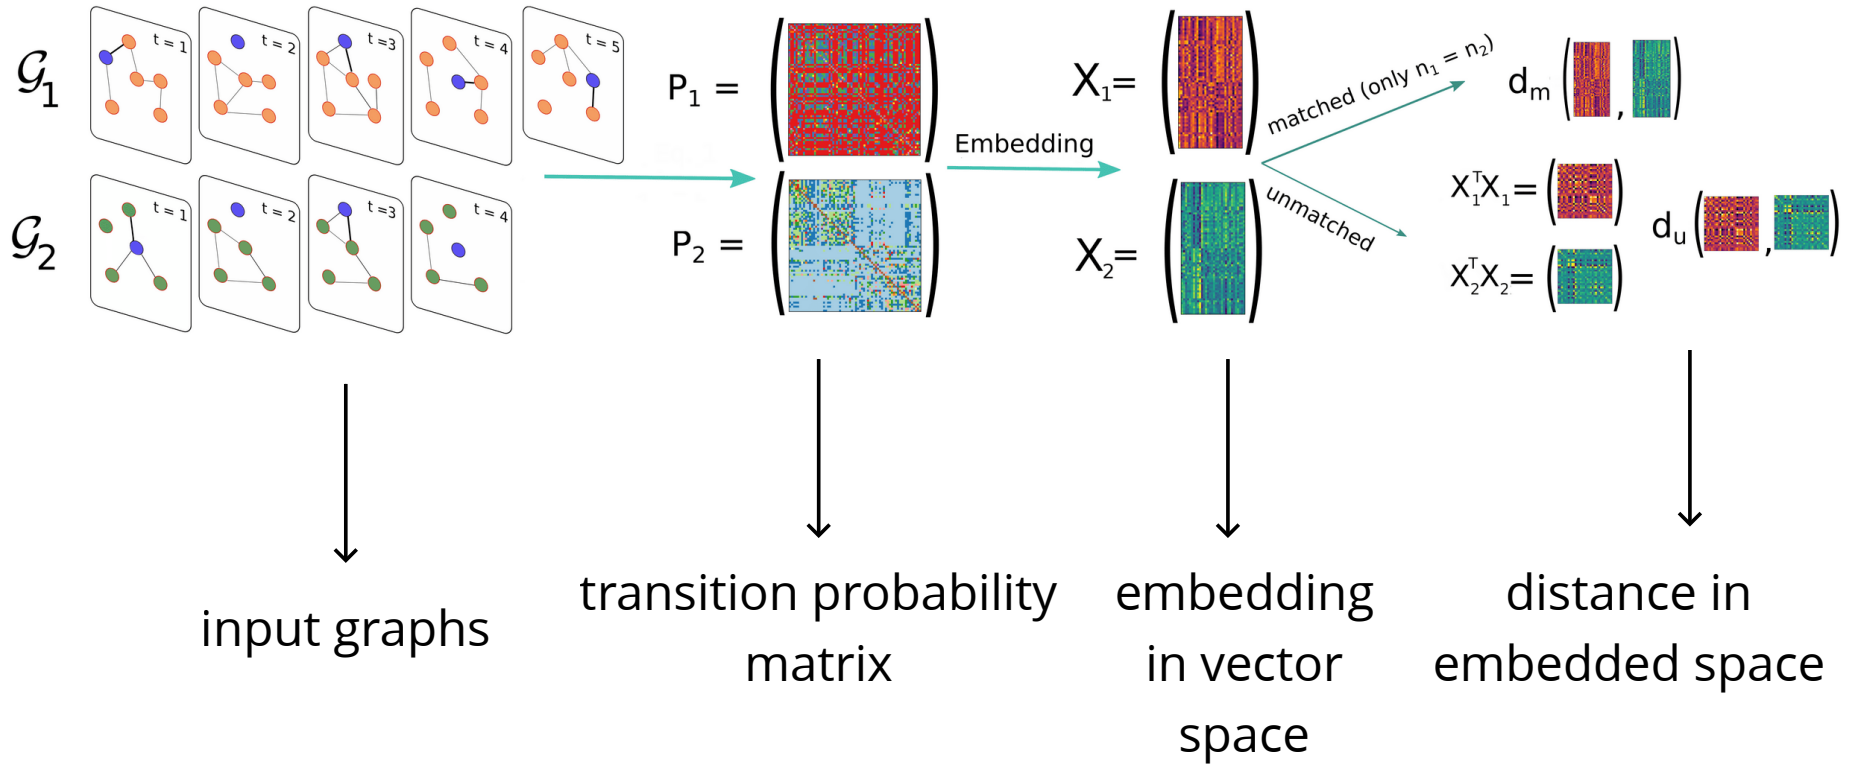 𝒢1
t = 1
t = 2
t =3
t = 4
t = 5
𝒢2
t = 1
t = 2
t =3
t = 4
P1 =
P2 =
Embedding
X1=
X2=
matched (only n1 = n2)
unmatched
dm ( , )
X1TX1=
X2TX2=
du ( , )
input graphs
transition probability
matrix
embedding
in vector
space
distance in
embedded space